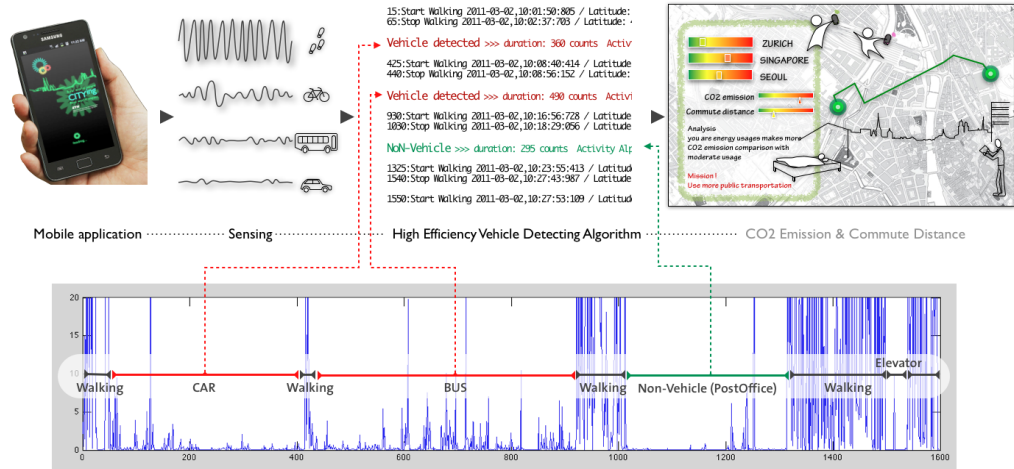 SAMSUNG
CITYing
15:Start Walking 2011-03-02,10:01:50:805 / Latitude:
65:Stop Walking 2011-03-02,10:02:37:703 / Latitude:
Vehicle detected >>> duration: 360 counts Activi
425:Start Walking 2011-03-02,10:08:40:414 / Latitude:
440:Stop Walking 2011-03-02,10:08:56:15Z / Latitude:
Vehicle detected >>> duration: 490 counts Activi
930:Start Walking 2011-03-02,10:16:56:728 / Latitude
1030:Stop Walking 2011-03-02,10:18:29:056 / Latitude
NoN-Vehicle >>> duration: 295 counts Activity Alp
1325:Start Walking 2011-03-02,10:23:55:413 / Latitude
1540:Stop Walking 2011-03-02,10:27:43:987 / Latitude
1550:Start Walking 2011-03-02,10:27:53:109 / Latitud
ZURICH
SINGAPORE
SEOUL
CO2 emission
Commute distance
Analysis
you are energy usages makes more
CO2 emission comparison with
moderate usage
Mission !
Use more public transportation
Mobile application
Sensing
High Efficiency Vehicle Detecting Algorithm
CO2 Emission & Commute Distance
20
15
10
5
0
Walking
CAR
Walking
BUS
Walking
Non-Vehicle (PostOffice)
Walking
Elevator
0 200 400 600 800 1000 1200 1400 1600